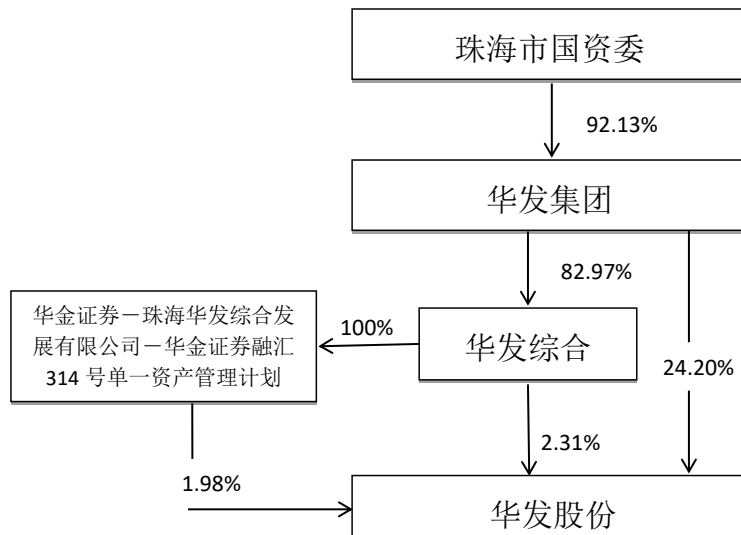 珠海市国资委
92.13%
华发集团
82.97%
华金证券－珠海华发综合发
展有限公司－华金证券融汇
314 号单一资产管理计划
100%
华发综合
24.20%
2.31%
1.98%
华发股份